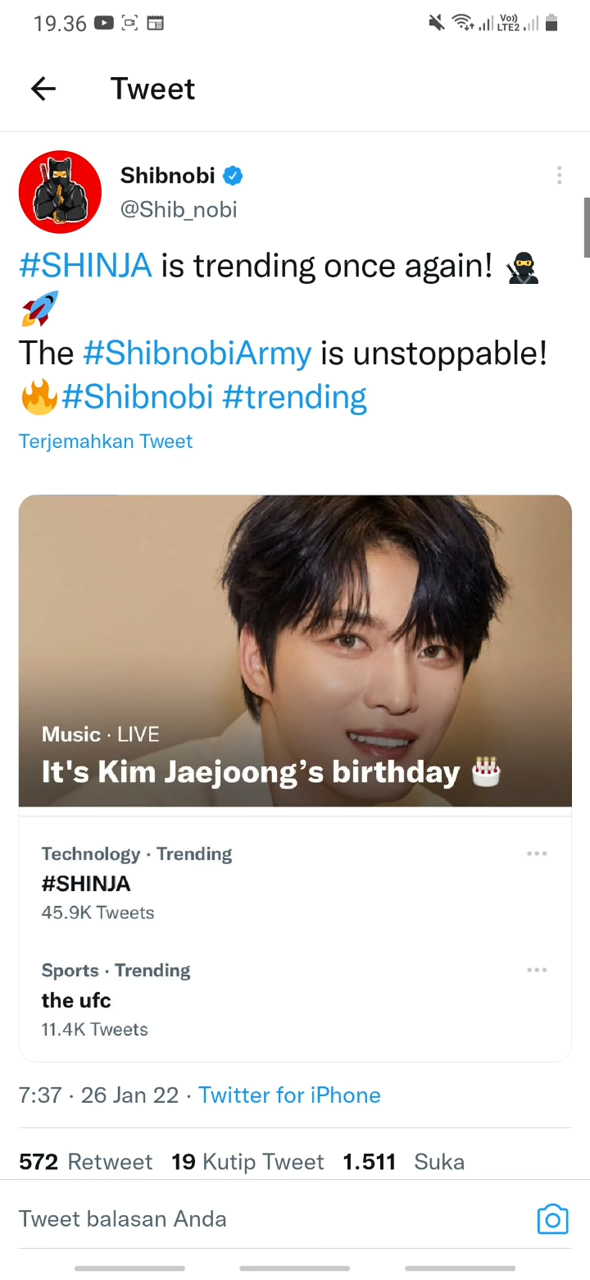 19.36
Vo))
LTE2
Tweet
Shibnobi
@Shib_nobi
#SHINJA is trending once again! 🥷
🚀
The #ShibnobiArmy is unstoppable!
🔥#Shibnobi #trending
Terjemahkan Tweet
Music · LIVE
It's Kim Jaejoong’s birthday 🎂
Technology · Trending
#SHINJA
45.9K Tweets
Sports · Trending
the ufc
11.4K Tweets
7:37 · 26 Jan 22 · Twitter for iPhone
572 Retweet 19 Kutip Tweet 1.511 Suka
Tweet balasan Anda